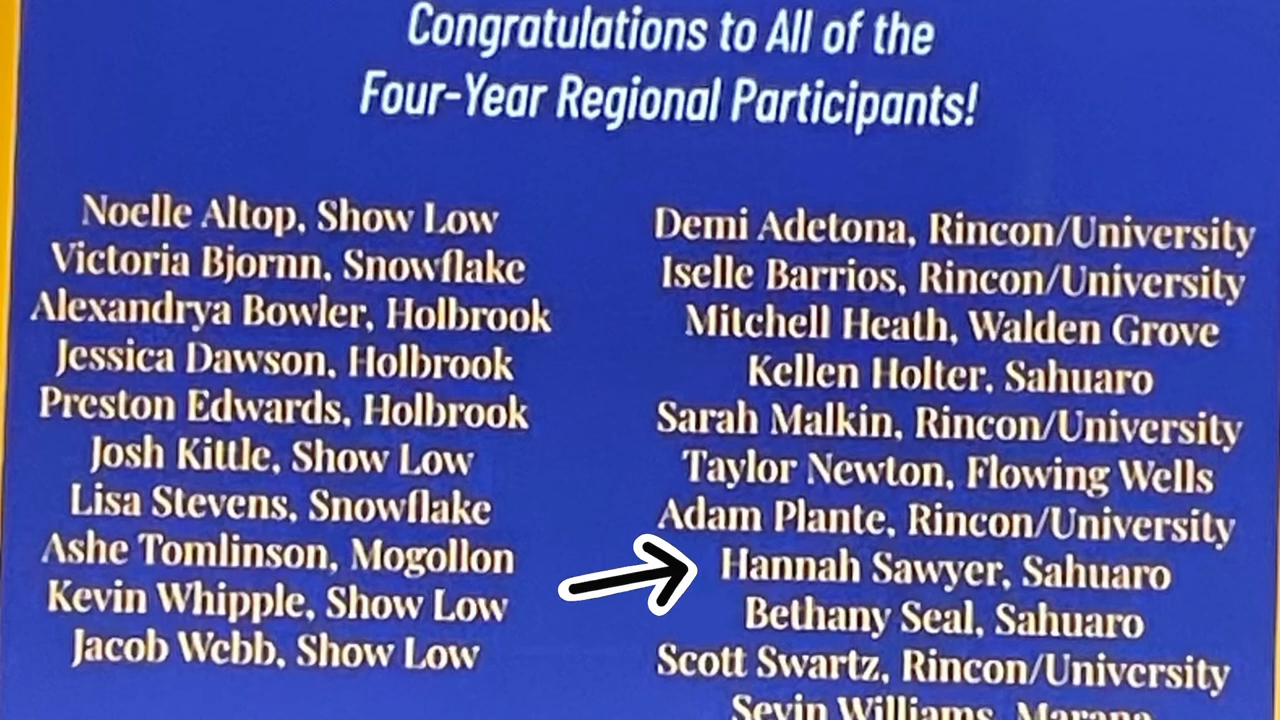 Congratulations to All of the
Four-Year Regional Participants!
Noelle Altop, Show Low
Victoria Bjornn, Snowflake
Alexandrya Bowler, Holbrook
Jessica Dawson, Holbrook
Preston Edwards, Holbrook
Josh Kittle, Show Low
Lisa Stevens, Snowflake
Ashe Tomlinson, Mogollon
Kevin Whipple, Show Low
Jacob Webb, Show Low
Demi Adetona, Rincon/University
Iselle Barrios, Rincon/University
Mitchell Heath, Walden Grove
Kellen Holter, Sahuaro
Sarah Malkin, Rincon/University
Taylor Newton, Flowing Wells
Adam Plante, Rincon/University
Hannah Sawyer, Sahuaro
Bethany Seal, Sahuaro
Scott Swartz, Rincon/University
Sevin Williams, Marana